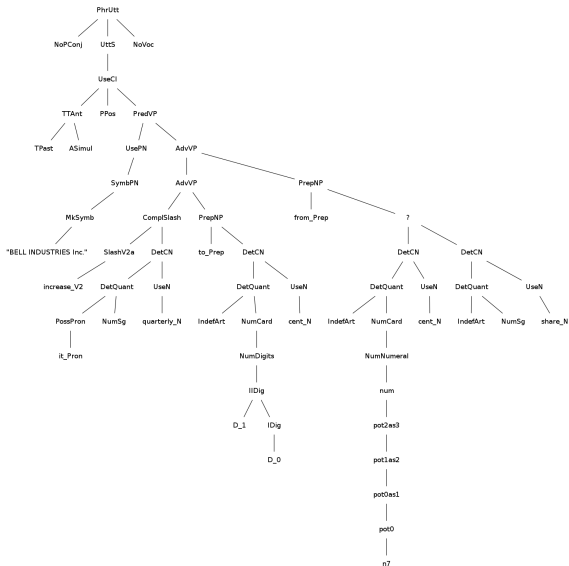 PhrUtt
NoPConj UttS NoVoc
UseCl
TTAnt PPos PredVP
TPast ASimul UsePN AdvVP
SymbPN AdvVP PrepNP
MkSymb ComplSlash PrepNP from_Prep ?
"BELL INDUSTRIES Inc." SlashV2a DetCN to_Prep DetCN DetCN DetCN
increase_V2 DetQuant UseN DetQuant UseN DetQuant UseN DetQuant UseN
PossPron NumSg quarterly_N IndefArt NumCard cent_N IndefArt NumCard cent_N IndefArt NumSg share_N
it_Pron NumDigits NumNumeral
IIDig num
D_1 IDig pot2as3
D_0 pot1as2
pot0as1
pot0
n7